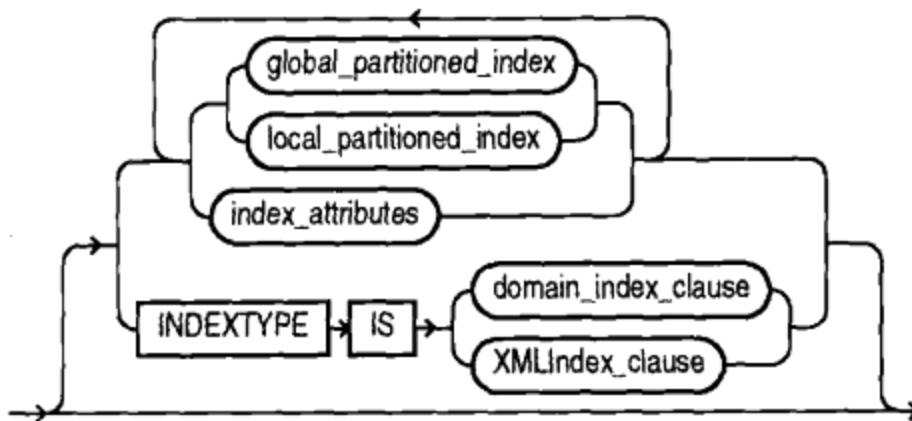 global_partitioned_index
local_partitioned_index
index_attributes
domain_index_clause
INDEXTYPE IS
XMLIndex_clause